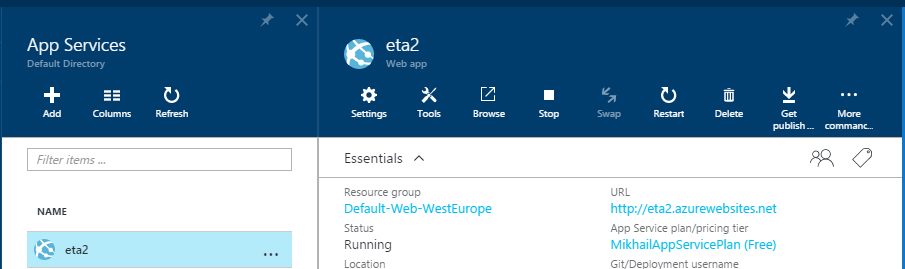 App Services
Default Directory
Add
Columns
Refresh
Filter items ...
NAME
eta2
...
eta2
Web app
Settings
Tools
Browse
Stop
Swap
Restart
Delete
Get
publish ...
More
commanc...
Essentials
Resource group
Default-Web-WestEurope
Status
Running
Location
URL
http://eta2.azurewebsites.net
App Service plan/pricing tier
MikhailAppServicePlan (Free)
Git/Deployment username